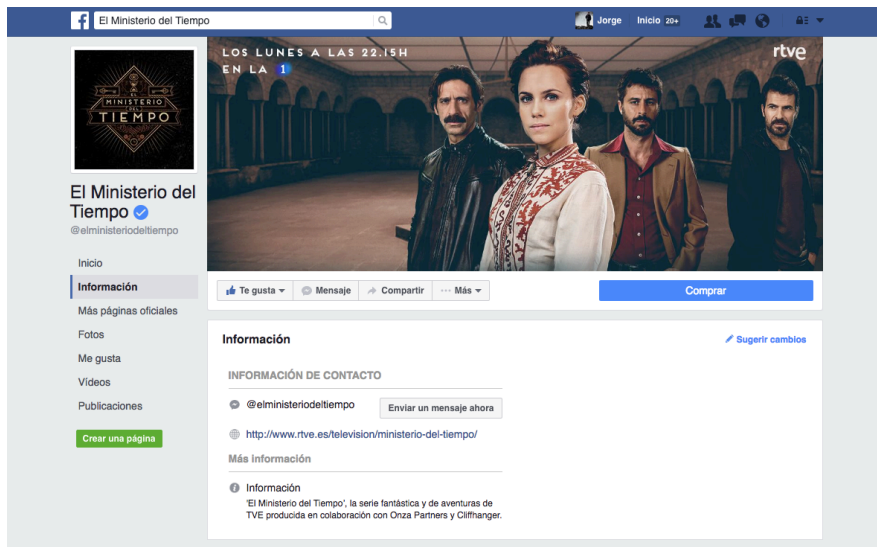 El Ministerio del Tiempo
Jorge
Inicio 20+
LOS LUNES A LAS 22.15H
EN LA 1
rtve
EL
MINISTERIO
DEL
TIEMPO
El Ministerio del
Tiempo
@elministeriodeltiempo
Inicio
Información
Más páginas oficiales
Fotos
Me gusta
Vídeos
Publicaciones
Crear una página
Te gusta
Mensaje
Compartir
Más
Comprar
Información
Sugerir cambios
INFORMACIÓN DE CONTACTO
@elministeriodeltiempo
Enviar un mensaje ahora
http://www.rtve.es/television/ministerio-del-tiempo/
Más información
Información
'El Ministerio del Tiempo', la serie fantástica y de aventuras de
TVE producida en colaboración con Onza Partners y Cliffhanger.